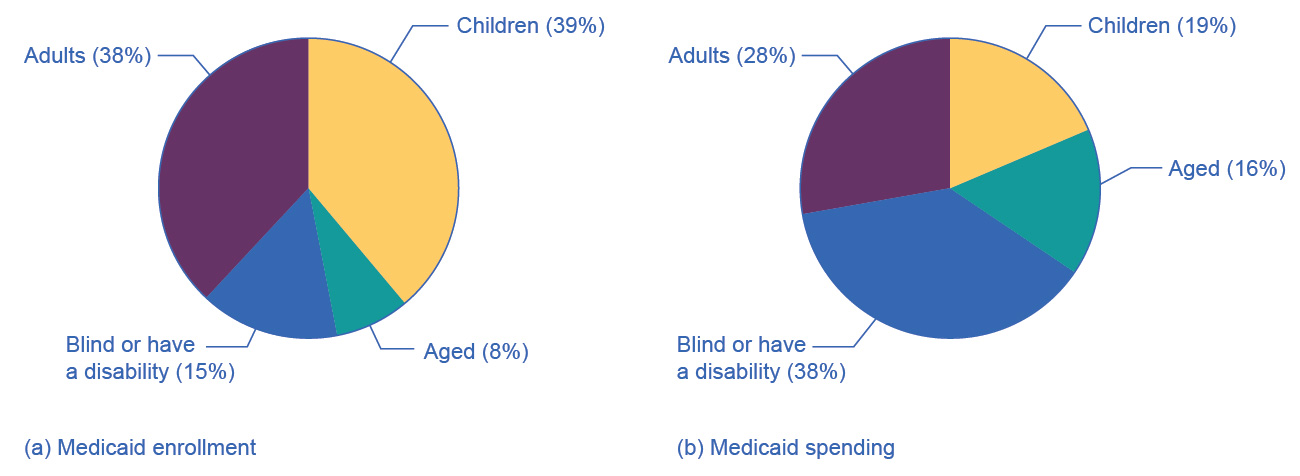 Children (39%)
Adults (38%)
Blind or have
a disability (15%)
Aged (8%)
(a) Medicaid enrollment
Children (19%)
Adults (28%)
Aged (16%)
Blind or have
a disability (38%)
(b) Medicaid spending